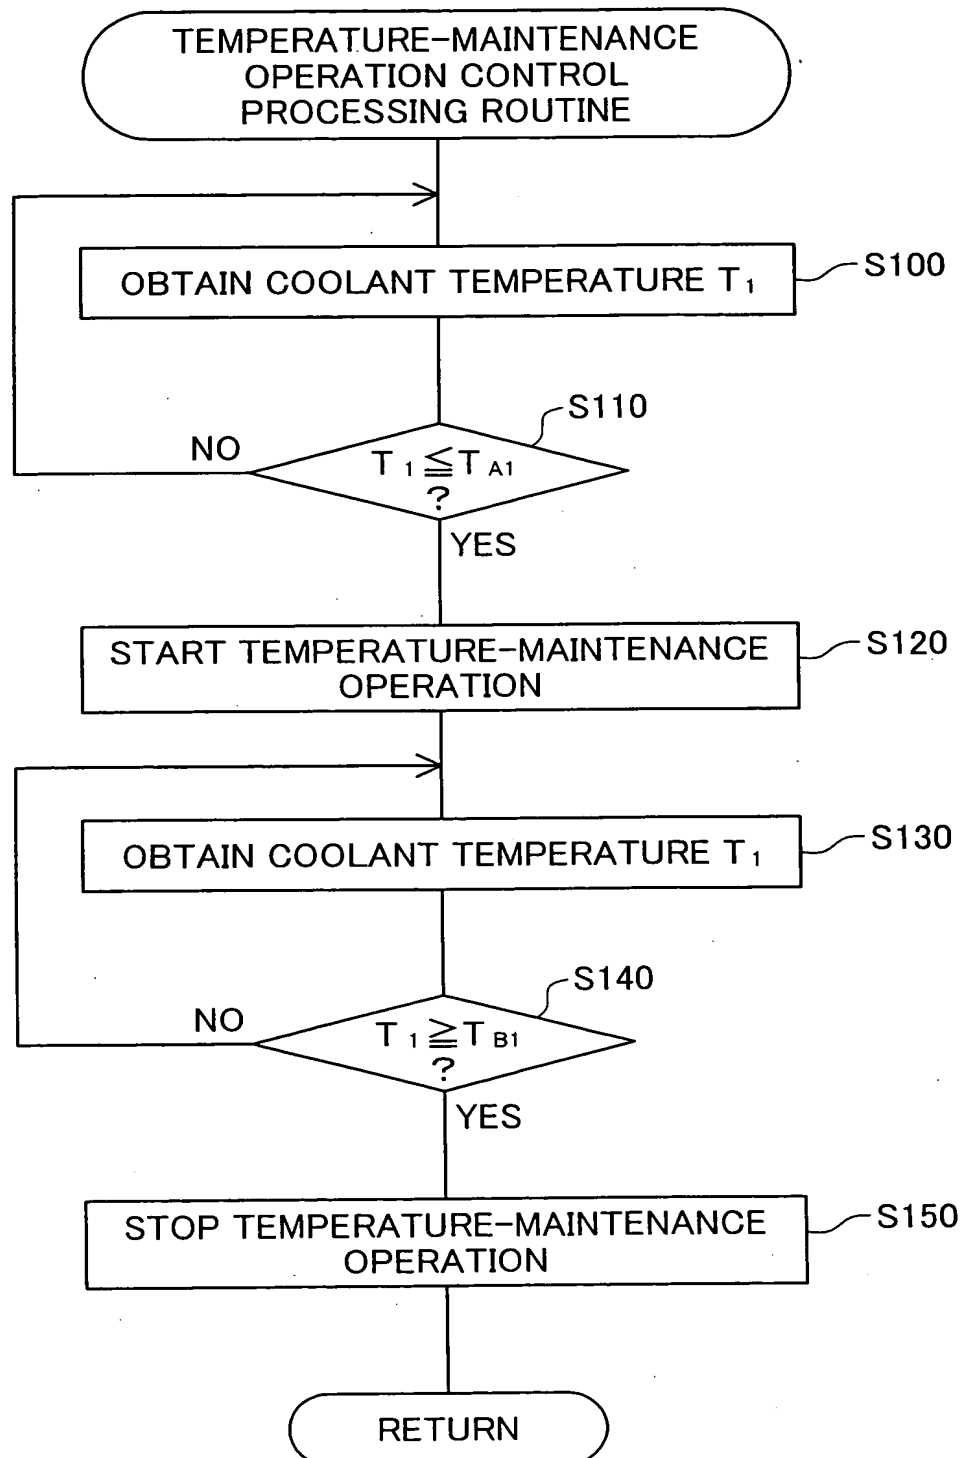 TEMPERATURE-MAINTENANCE
OPERATION CONTROL
PROCESSING ROUTINE
OBTAIN COOLANT TEMPERATURE T1
S100
S110
NO
T1 ≦ TA1
?
YES
START TEMPERATURE-MAINTENANCE
OPERATION
S120
OBTAIN COOLANT TEMPERATURE T1
S130
S140
NO
T1 ≧ TB1
?
YES
STOP TEMPERATURE-MAINTENANCE
OPERATION
S150
RETURN